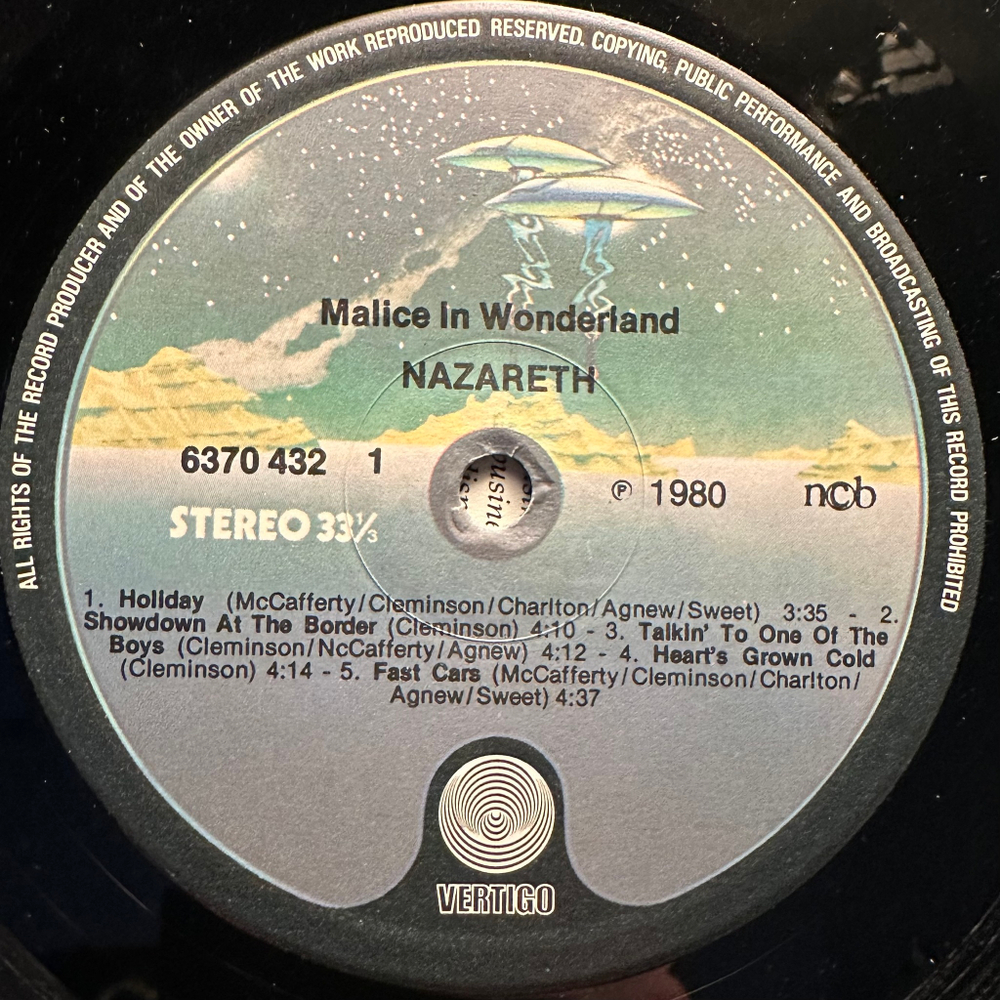 ALL RIGHTS OF THE RECORD PRODUCER AND OF THE OWNER OF THE WORK REPRODUCED RESERVED. COPYING, PUBLIC PERFORMANCE AND BROADCASTING OF THIS RECORD PROHIBITED
Malice In Wonderland
NAZARETH
6370 432 1
℗ 1980 ncb
STEREO 33⅓
1. Holiday (McCafferty/Cleminson/Charlton/Agnew/Sweet) 3:35 - 2.
Showdown At The Border (Cleminson) 4:10 - 3. Talkin' To One Of The
Boys (Cleminson/NcCafferty/Agnew) 4:12 - 4. Heart's Grown Cold
(Cleminson) 4:14 - 5. Fast Cars (McCafferty/Cleminson/Charlton/
Agnew/Sweet) 4:37
VERTIGO